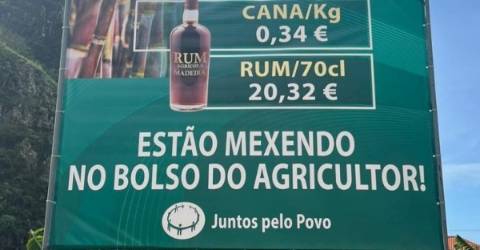 CANA/Kg
0,34 €
RUM
AGRÍCOLA
MADEIRA
RUM/70cl
20,32 €
ESTÃO MEXENDO
NO BOLSO DO AGRICULTOR!
Juntos pelo Povo